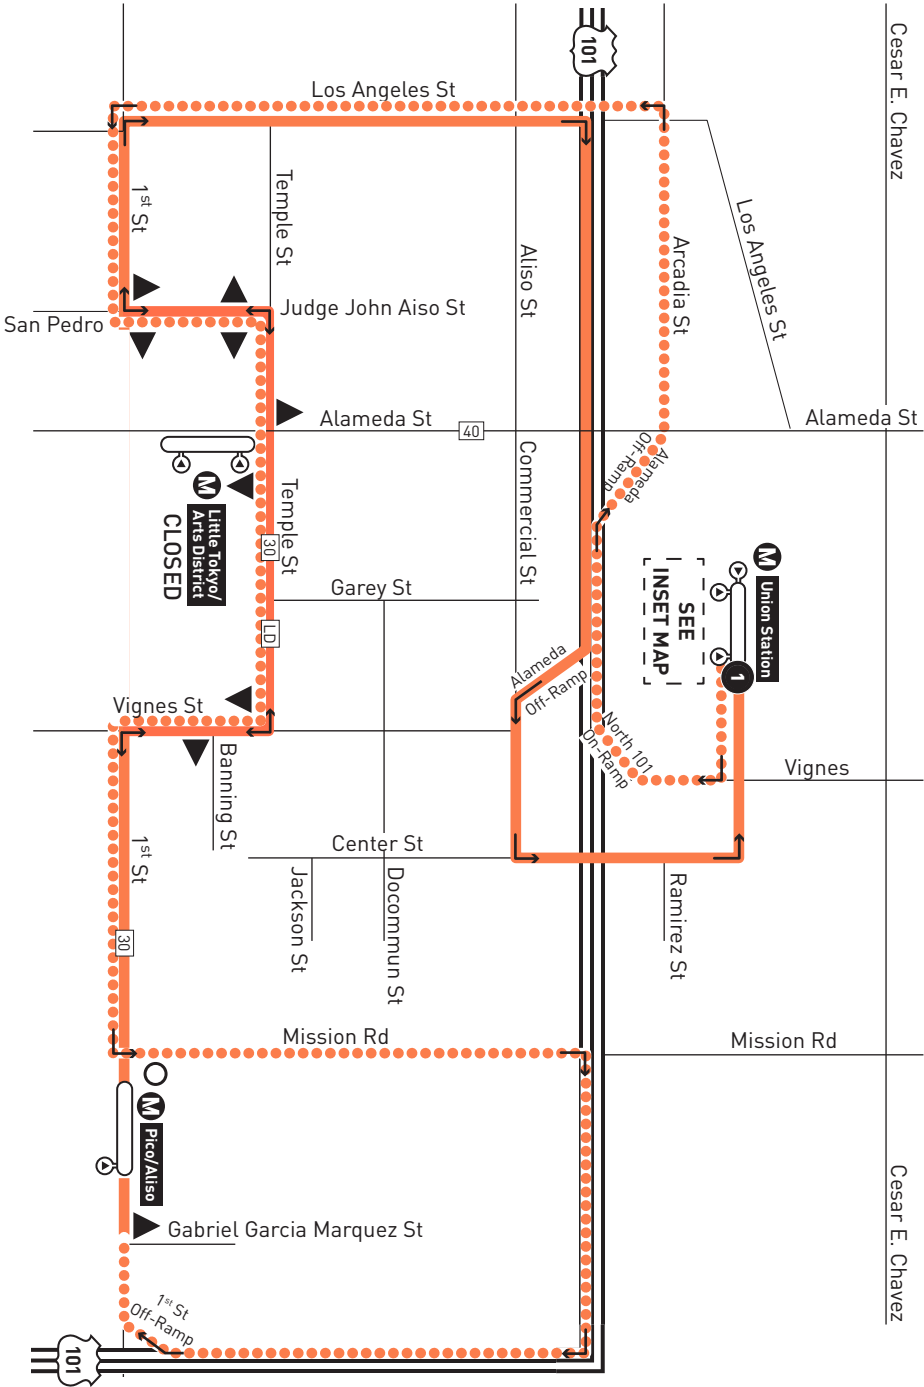 Cesar E. Chavez
101
Los Angeles St
1st St
Temple St
Aliso St
Arcadia St
Los Angeles St
Judge John Aiso St
San Pedro
Alameda St
40
Alameda St
Alameda
Off-Ramp
M
Little Tokyo/
Arts District
CLOSED
Temple St
30
Commercial St
M
Union Station
SEE
INSET MAP
1
Garey St
LD
Alameda
Off-Ramp
Vignes St
North 101
On-Ramp
Vignes
Banning St
Center St
1st St
Jackson St
Docommun St
Ramirez St
30
Mission Rd
Mission Rd
M
Pico/Aliso
Gabriel Garcia Marquez St
Cesar E. Chavez
1st St
Off-Ramp
101